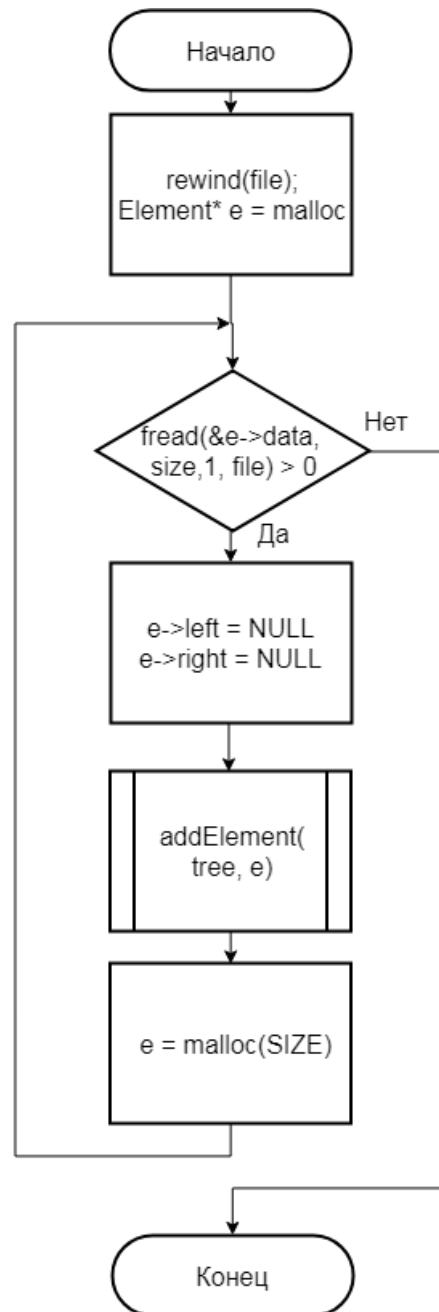 Начало
rewind(file);
Element* e = malloc
fread(&e->data,
size,1, file) > 0
Нет
Да
e->left = NULL
e->right = NULL
addElement(
tree, e)
e = malloc(SIZE)
Конец